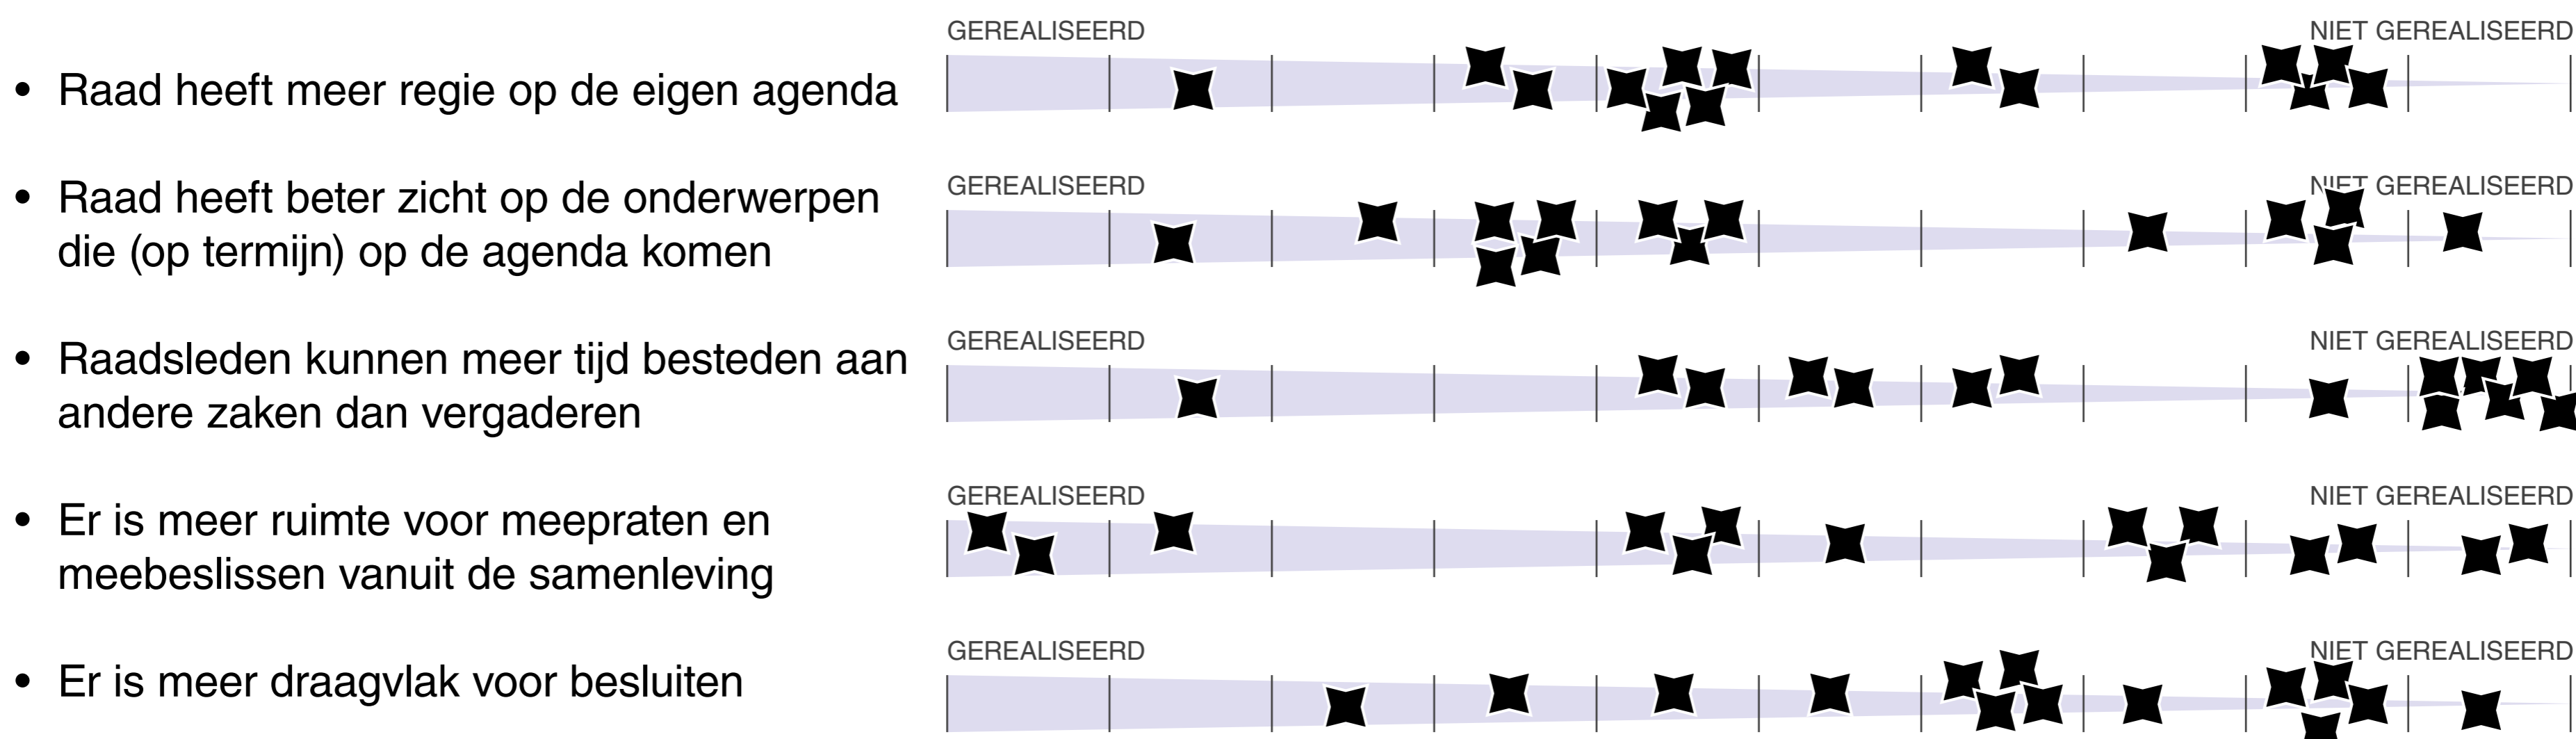 GEREALISEERD NIET GEREALISEERD
• Raad heeft meer regie op de eigen agenda
GEREALISEERD NIET GEREALISEERD
• Raad heeft beter zicht op de onderwerpen
die (op termijn) op de agenda komen
GEREALISEERD NIET GEREALISEERD
• Raadsleden kunnen meer tijd besteden aan
andere zaken dan vergaderen
GEREALISEERD NIET GEREALISEERD
• Er is meer ruimte voor meepraten en
meebeslissen vanuit de samenleving
GEREALISEERD NIET GEREALISEERD
• Er is meer draagvlak voor besluiten